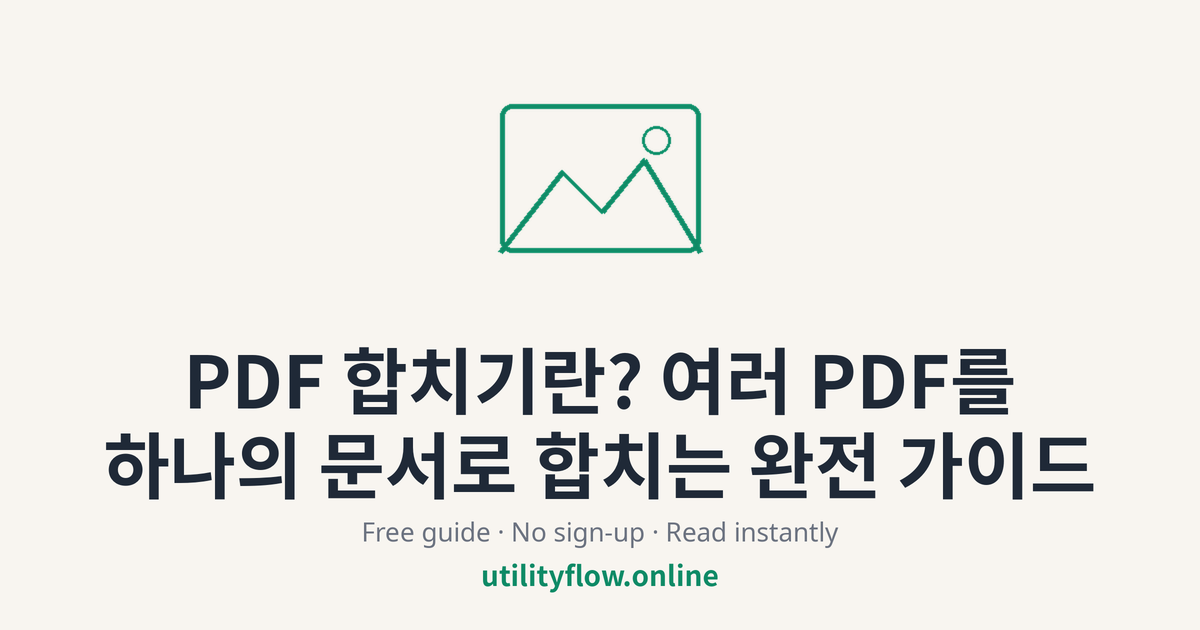 PDF 합치기란? 여러 PDF를
하나의 문서로 합치는 완전 가이드
Free guide · No sign-up · Read instantly
utilityflow.online